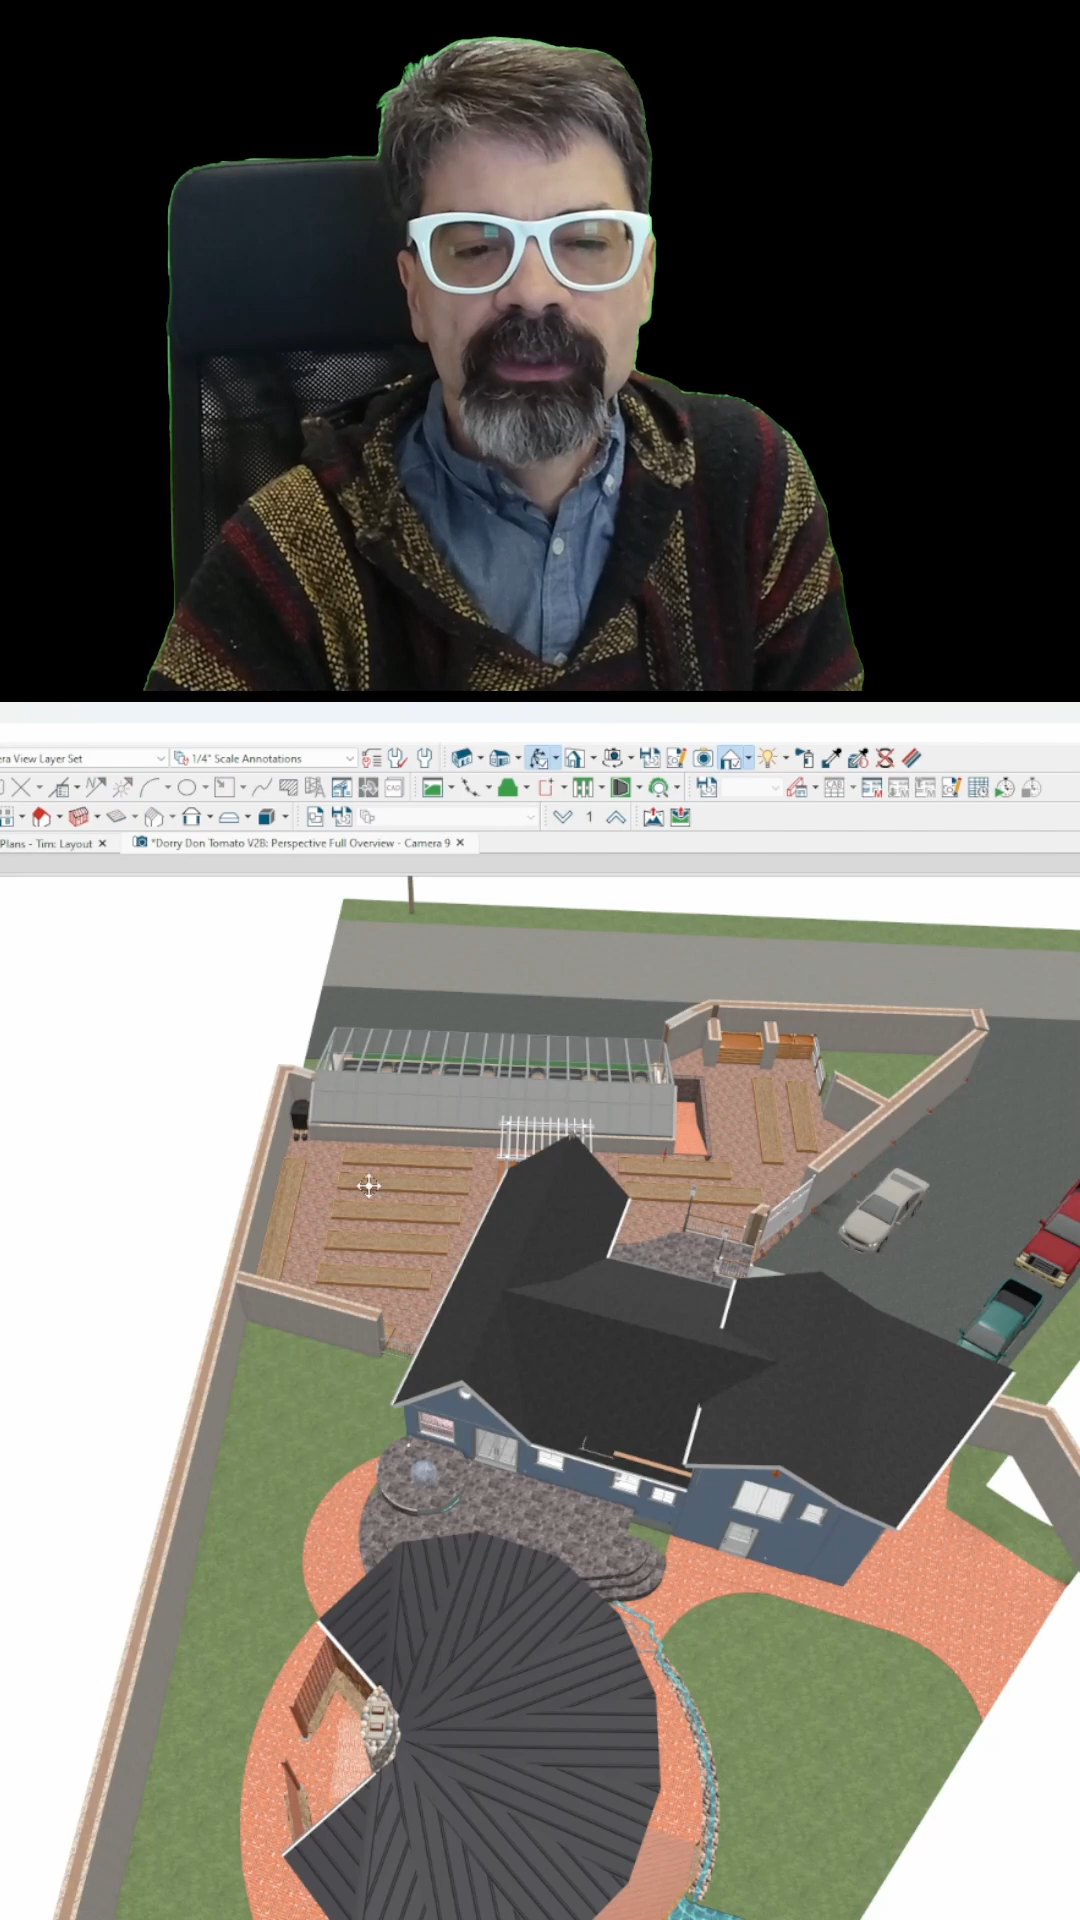 era View Layer Set
1/4" Scale Annotations
CAD
1
Plans - Tim: Layout
*Dorry Don Tomato V2B: Perspective Full Overview - Camera 9